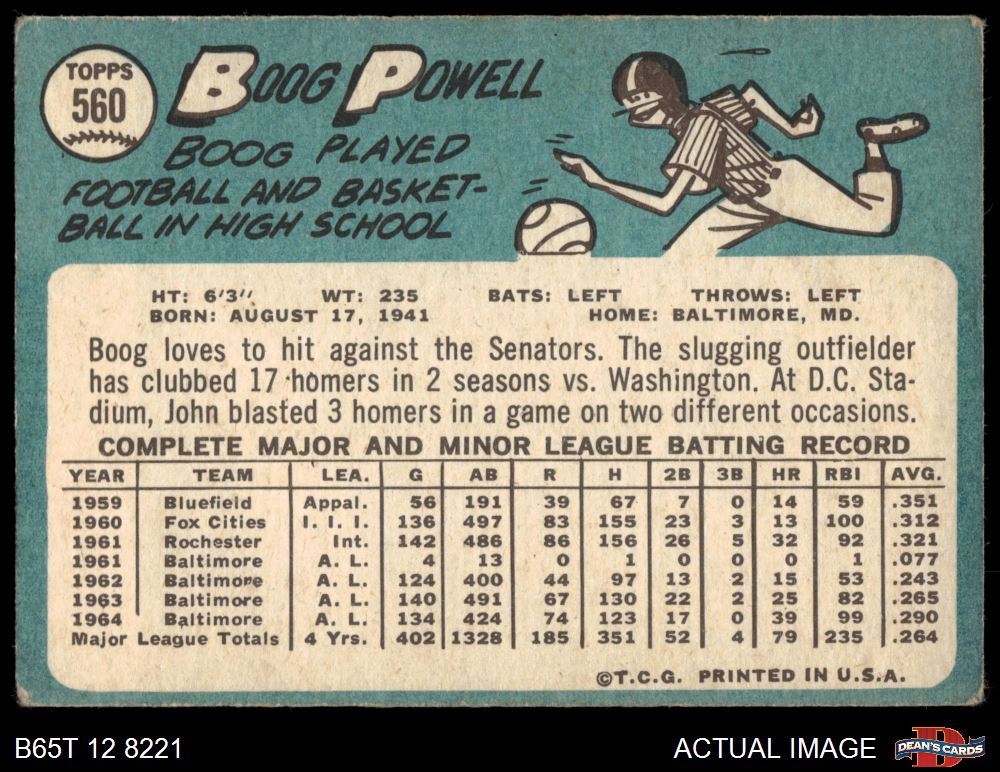 TOPPS
560
BOOG POWELL
BOOG PLAYED
FOOTBALL AND BASKET-
BALL IN HIGH SCHOOL
HT: 6'3" WT: 235 BATS: LEFT THROWS: LEFT
BORN: AUGUST 17, 1941 HOME: BALTIMORE, MD.
Boog loves to hit against the Senators. The slugging outfielder
has clubbed 17 homers in 2 seasons vs. Washington. At D.C. Sta-
dium, John blasted 3 homers in a game on two different occasions.
COMPLETE MAJOR AND MINOR LEAGUE BATTING RECORD
YEAR TEAM LEA. G AB R H 2B 3B HR RBI AVG.
1959 Bluefield Appal. 56 191 39 67 7 0 14 59 .351
1960 Fox Cities I. I. I. 136 497 83 155 23 3 13 100 .312
1961 Rochester Int. 142 486 86 156 26 5 32 92 .321
1961 Baltimore A. L. 4 13 0 1 0 0 0 1 .077
1962 Baltimore A. L. 124 400 44 97 13 2 15 53 .243
1963 Baltimore A. L. 140 491 67 130 22 2 25 82 .265
1964 Baltimore A. L. 134 424 74 123 17 0 39 99 .290
Major League Totals 4 Yrs. 402 1328 185 351 52 4 79 235 .264
©T.C.G. PRINTED IN U.S.A.
B65T 12 8221 ACTUAL IMAGE
D
DEAN'S CARDS